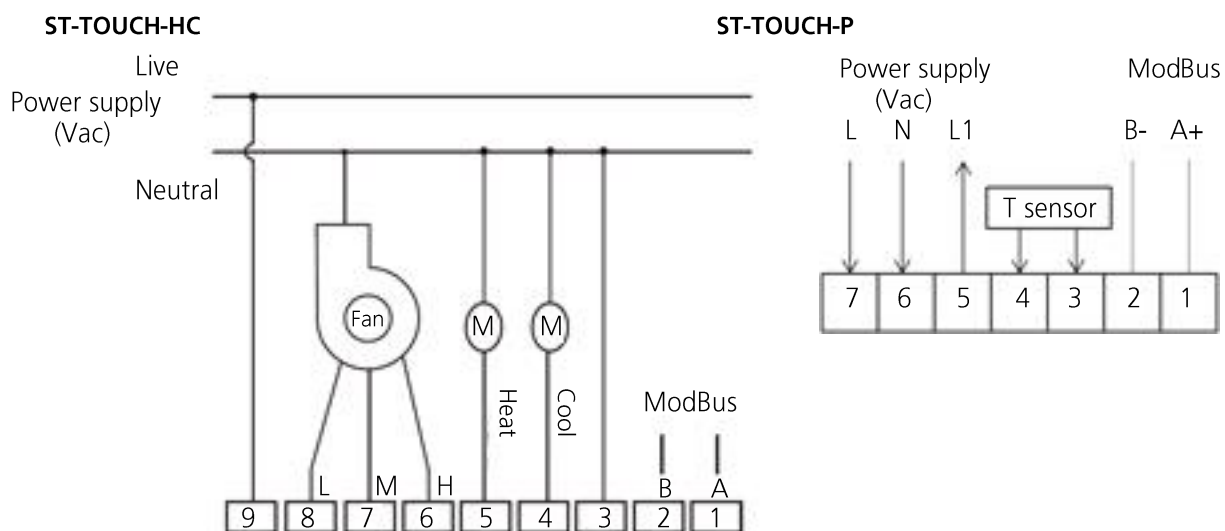 ST-TOUCH-HC
Live
Power supply
(Vac)
Neutral
Fan
M
M
Heat
Cool
ModBus
L
M
H
B
A
9
8
7
6
5
4
3
2
1
ST-TOUCH-P
Power supply
(Vac)
ModBus
L
N
L1
B-
A+
T sensor
7
6
5
4
3
2
1